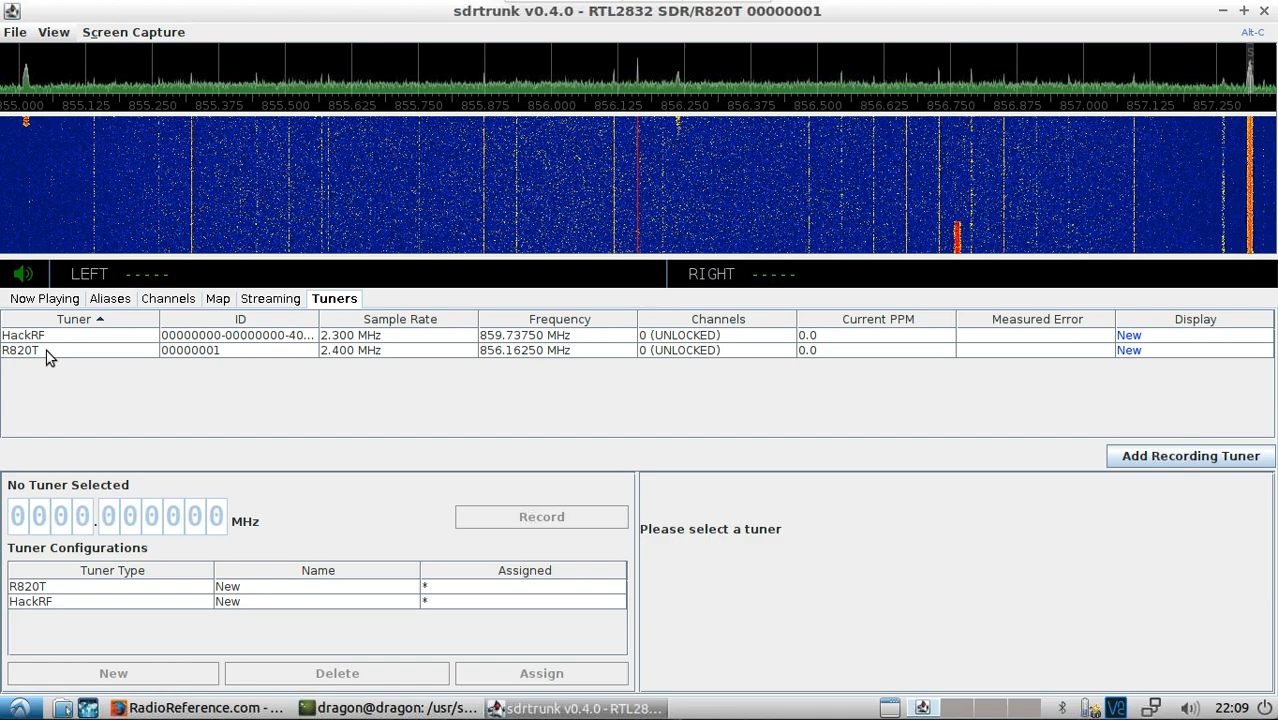 sdrtrunk v0.4.0 - RTL2832 SDR/R820T 00000001
File View Screen Capture Alt-C
S
855.000 855.125 855.250 855.375 855.500 855.625 855.750 855.875 856.000 856.125 856.250 856.375 856.500 856.625 856.750 856.875 857.000 857.125 857.250
LEFT ----- RIGHT -----
Now Playing Aliases Channels Map Streaming Tuners
Tuner ID Sample Rate Frequency Channels Current PPM Measured Error Display
HackRF 00000000-00000000-40... 2.300 MHz 859.73750 MHz 0 (UNLOCKED) 0.0 New
R820T 00000001 2.400 MHz 856.16250 MHz 0 (UNLOCKED) 0.0 New
Add Recording Tuner
No Tuner Selected
0000.000000 MHz Record
Please select a tuner
Tuner Configurations
Tuner Type Name Assigned
R820T New *
HackRF New *
New Delete Assign
RadioReference.com - ... dragon@dragon: /usr/s... sdrtrunk v0.4.0 - RTL28... 22:09